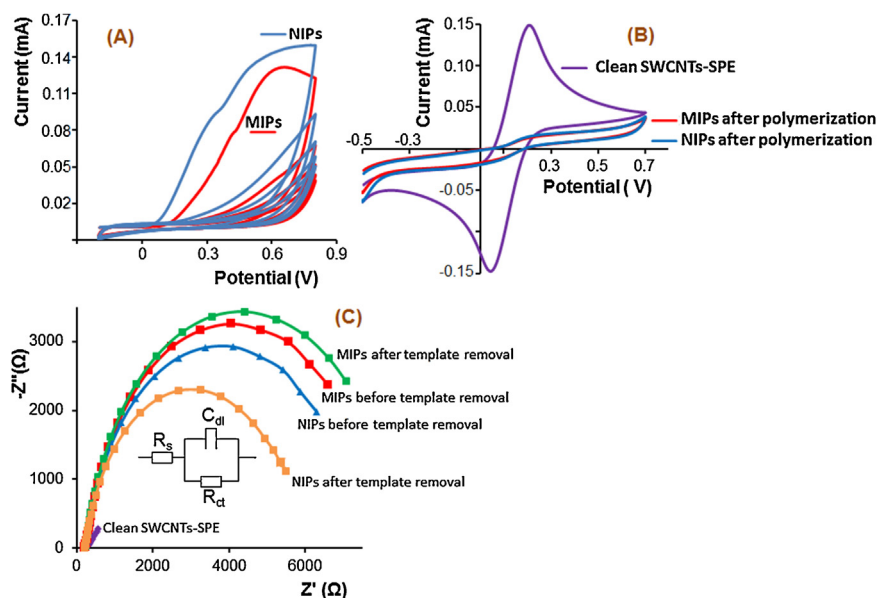 (A)
Current (mA)
0.17
0.14
0.11
0.08
0.05
0.02
NIPs
MIPs
0
0.3
0.6
0.9
Potential (V)
(B)
Current (mA)
0.15
0.10
0.05
-0.05
-0.15
-0.5
-0.3
0.1
0.3
0.5
0.7
Potential ( V)
Clean SWCNTs-SPE
MIPs after polymerization
NIPs after polymerization
(C)
-Z"(Ω)
3000
2000
1000
0
0
2000
4000
6000
Z' (Ω)
MIPs after template removal
MIPs before template removal
NIPs before template removal
NIPs after template removal
Clean SWCNTs-SPE
Rs
Cdl
Rct